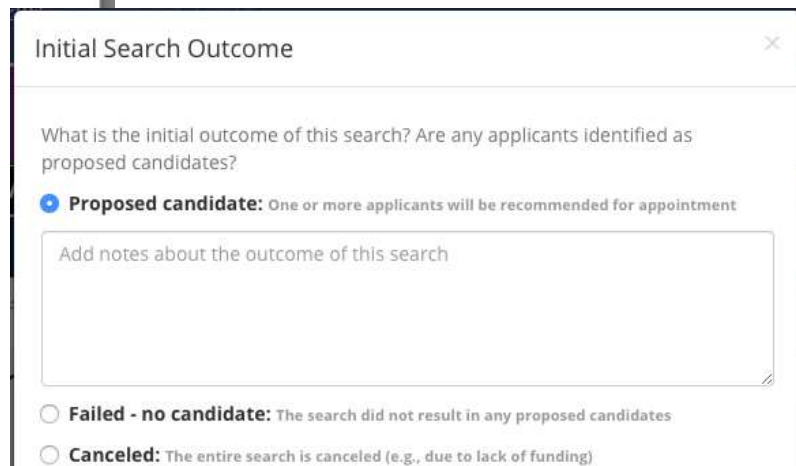 Initial Search Outcome
What is the initial outcome of this search? Are any applicants identified as
proposed candidates?
Proposed candidate: One or more applicants will be recommended for appointment
Add notes about the outcome of this search
Failed - no candidate: The search did not result in any proposed candidates
Canceled: The entire search is canceled (e.g., due to lack of funding)